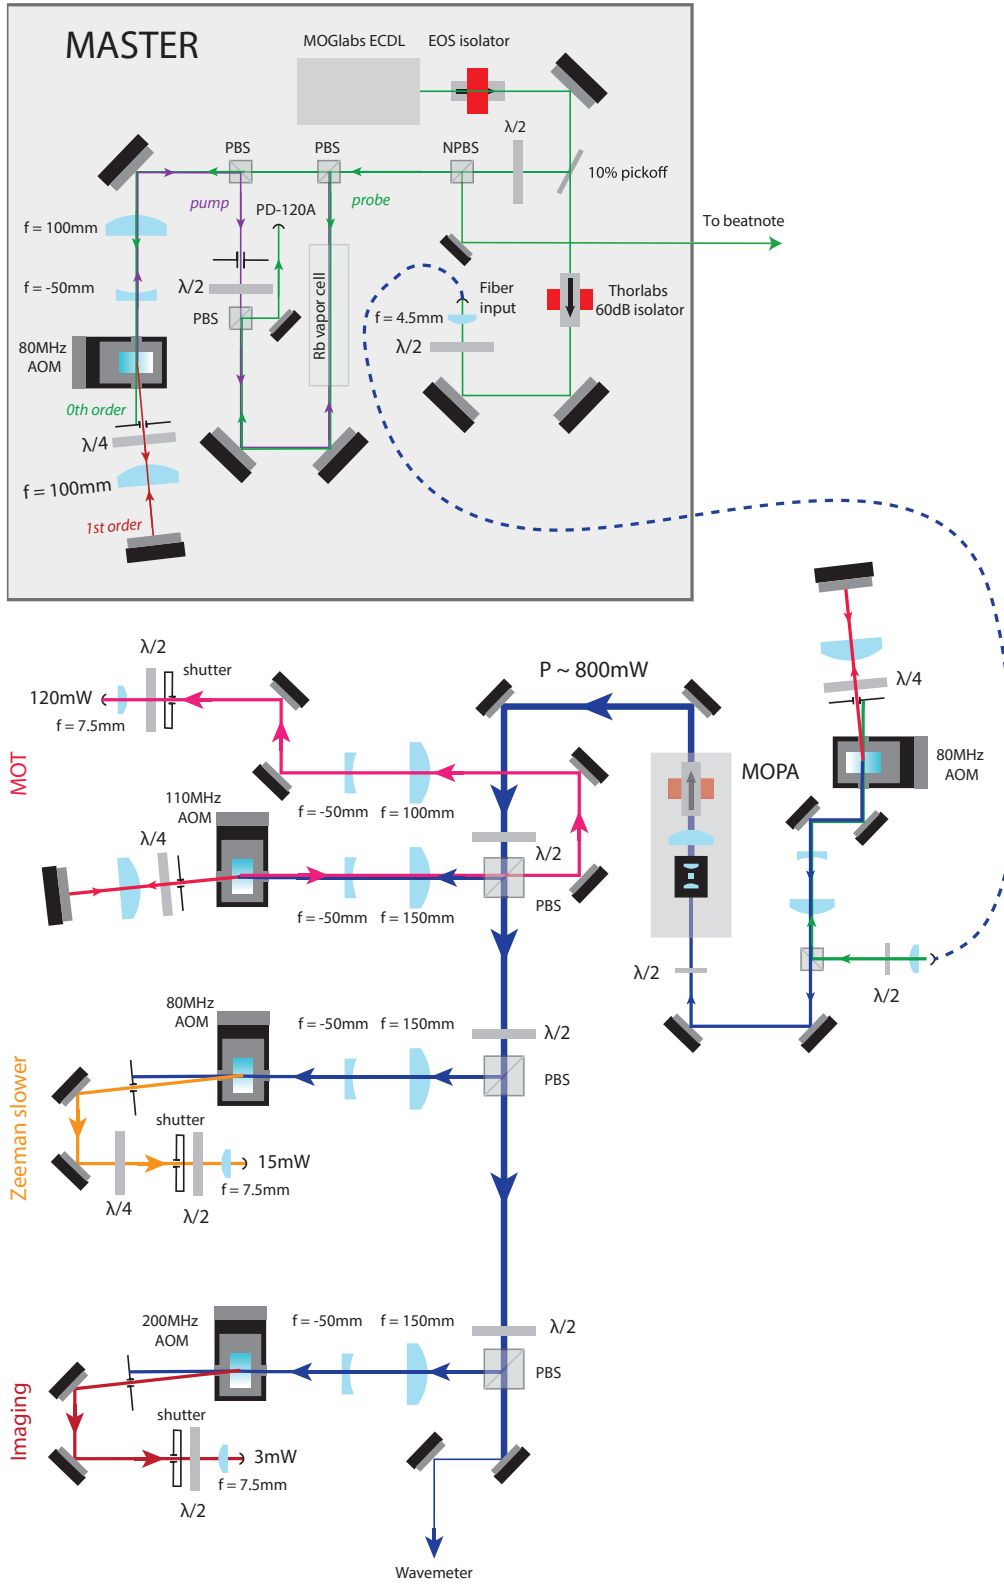 MASTER
MOGlabs ECDL
EOS isolator
λ/2
PBS
PBS
NPBS
10% pickoff
pump
PD-120A
probe
To beatnote
f = 100mm
f = -50mm
λ/2
PBS
Rb vapor cell
Fiber
input
f = 4.5mm
λ/2
Thorlabs
60dB isolator
80MHz
AOM
0th order
λ/4
f = 100mm
1st order
λ/2
shutter
120mW
f = 7.5mm
P ~ 800mW
λ/4
80MHz
AOM
MOPA
MOT
f = -50mm
f = 100mm
110MHz
AOM
λ/4
λ/2
f = -50mm
f = 150mm
PBS
λ/2
λ/2
80MHz
AOM
f = -50mm
f = 150mm
λ/2
PBS
Zeeman slower
shutter
15mW
f = 7.5mm
λ/4
λ/2
200MHz
AOM
f = -50mm
f = 150mm
λ/2
PBS
Imaging
shutter
3mW
f = 7.5mm
λ/2
Wavemeter